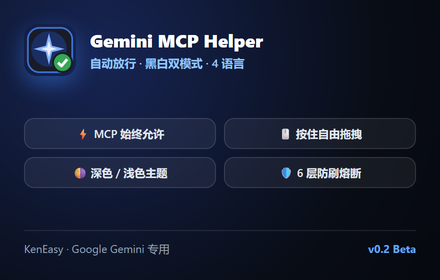 Gemini MCP Helper
自动放行 · 黑白双模式 · 4 语言
MCP 始终允许
按住自由拖拽
深色 / 浅色主题
6 层防刷熔断
KenEasy · Google Gemini 专用
v0.2 Beta